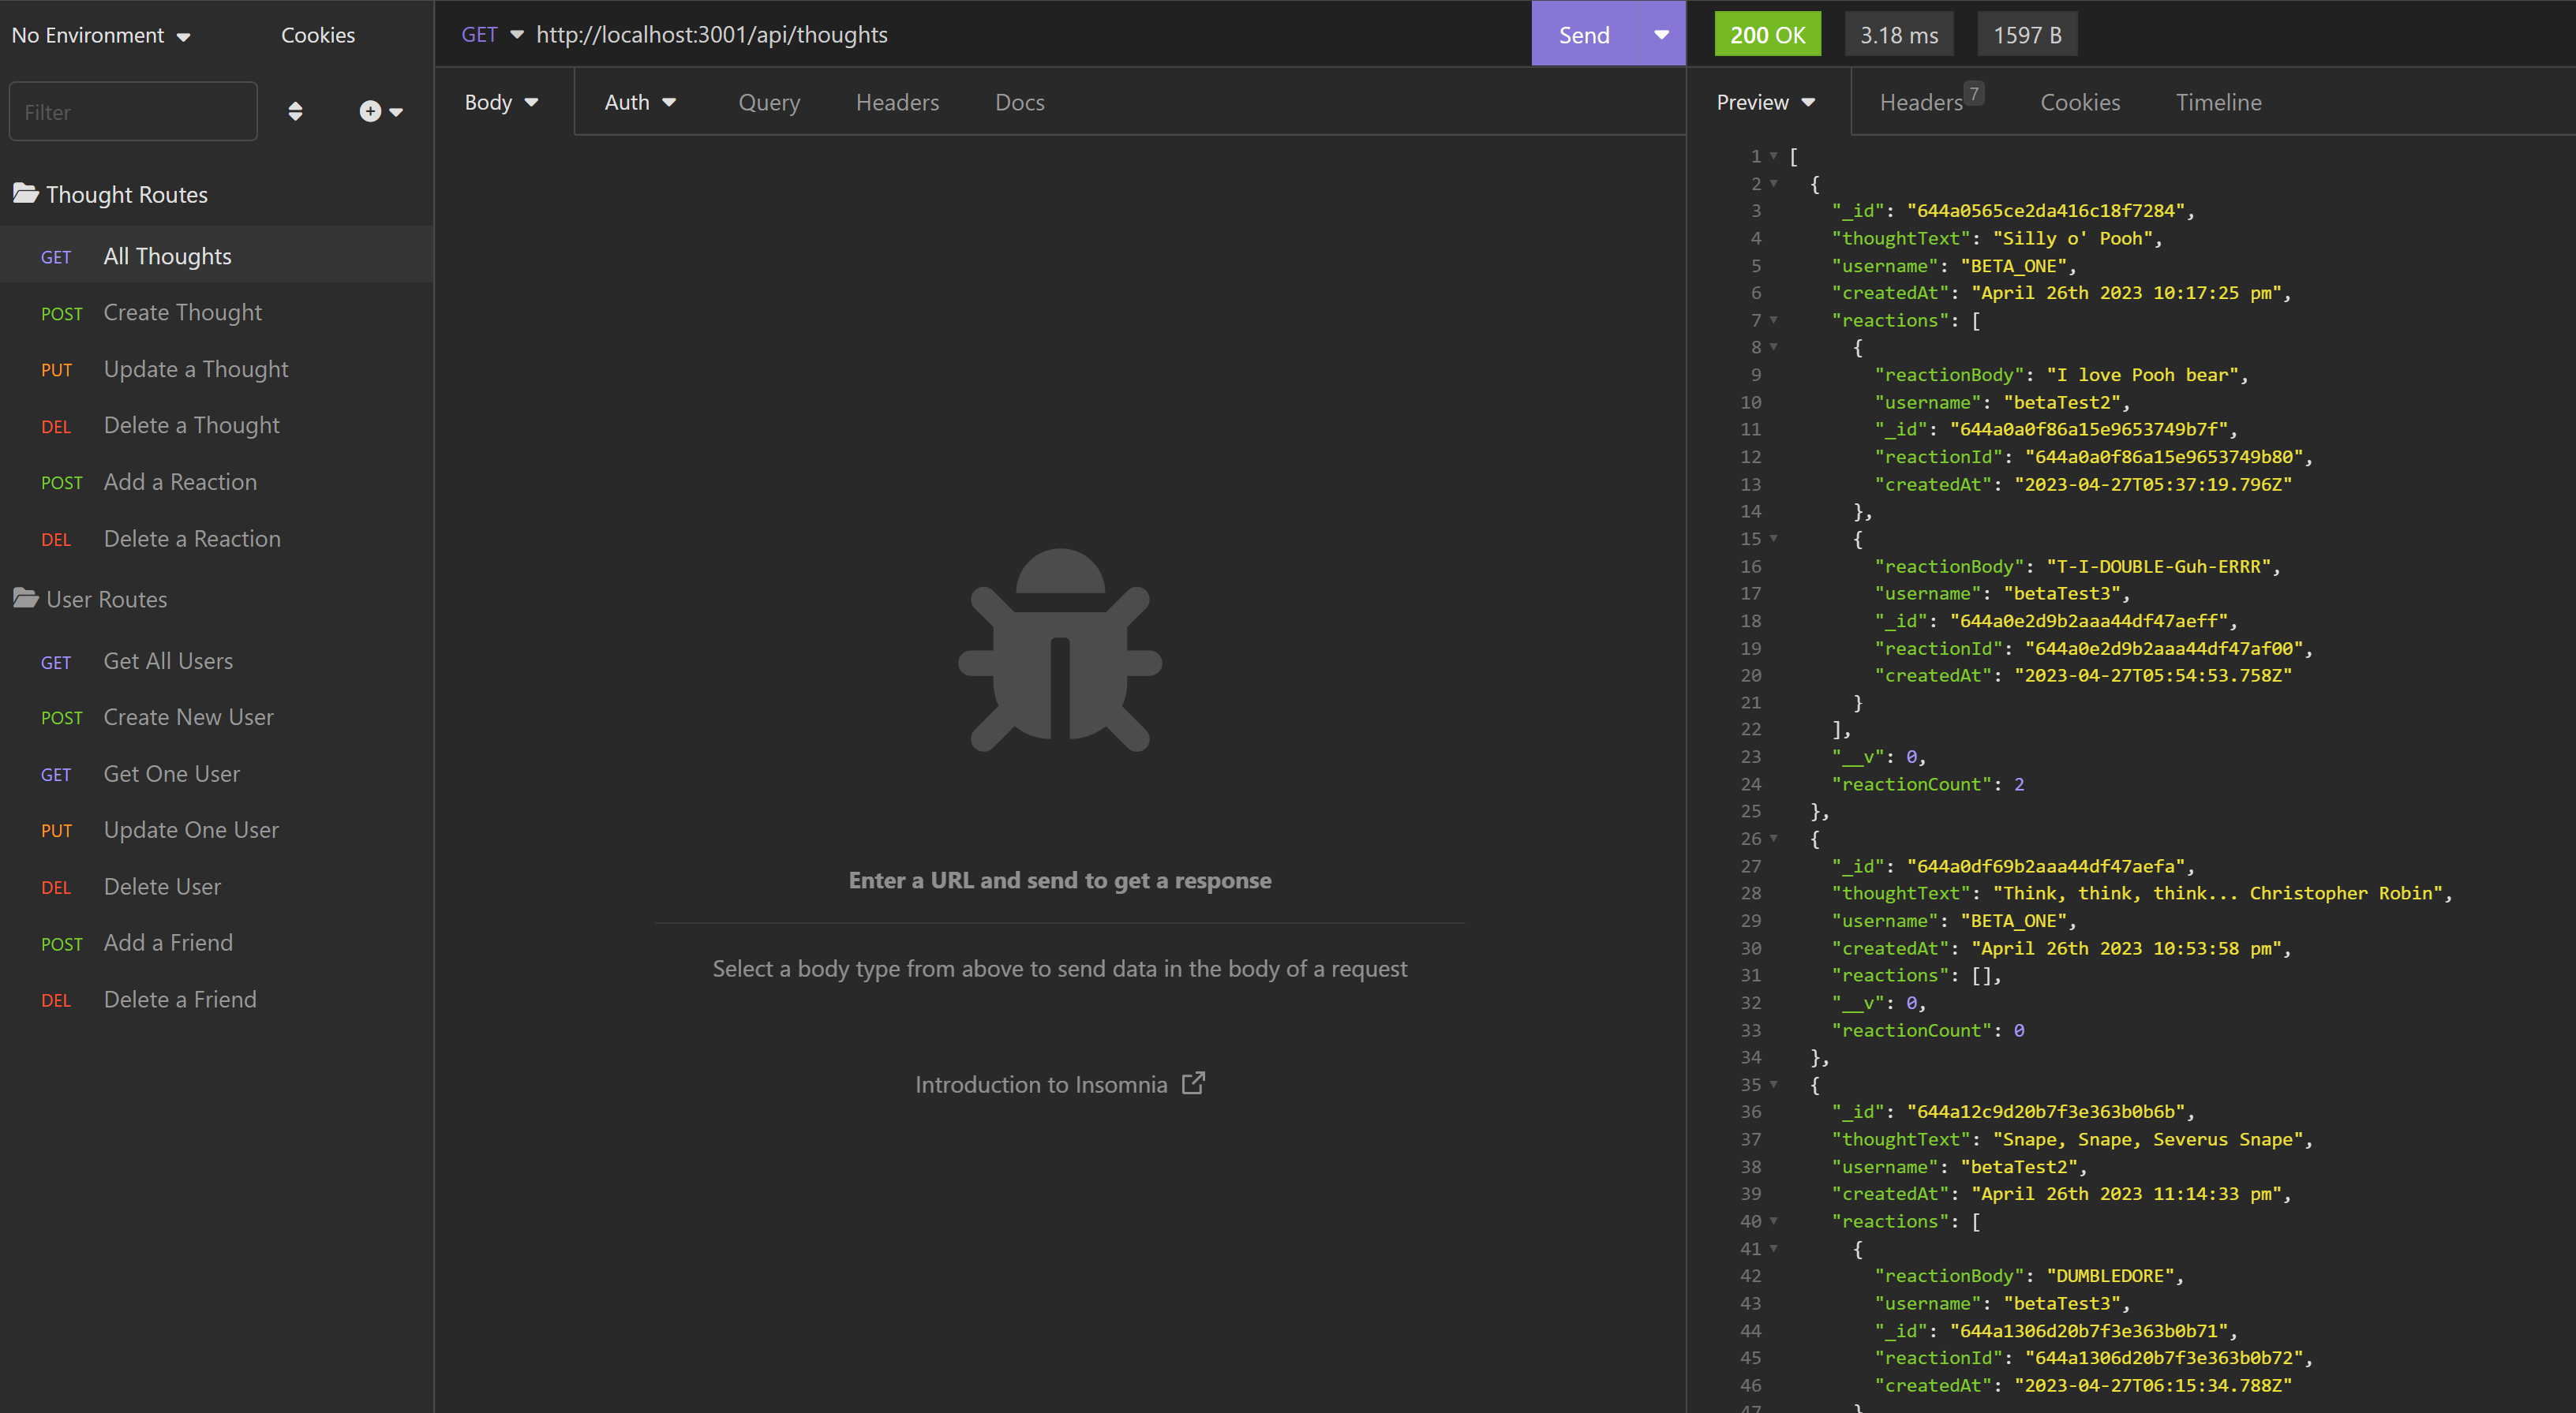 No Environment
Cookies
Filter
Thought Routes
GET All Thoughts
POST Create Thought
PUT Update a Thought
DEL Delete a Thought
POST Add a Reaction
DEL Delete a Reaction
User Routes
GET Get All Users
POST Create New User
GET Get One User
PUT Update One User
DEL Delete User
POST Add a Friend
DEL Delete a Friend
GET http://localhost:3001/api/thoughts
Send
Body Auth Query Headers Docs
Enter a URL and send to get a response
Select a body type from above to send data in the body of a request
Introduction to Insomnia
200 OK 3.18 ms 1597 B
Preview Headers 7 Cookies Timeline
1 [
2 {
3 "_id": "644a0565ce2da416c18f7284",
4 "thoughtText": "Silly o' Pooh",
5 "username": "BETA_ONE",
6 "createdAt": "April 26th 2023 10:17:25 pm",
7 "reactions": [
8 {
9 "reactionBody": "I love Pooh bear",
10 "username": "betaTest2",
11 "_id": "644a0a0f86a15e9653749b7f",
12 "reactionId": "644a0a0f86a15e9653749b80",
13 "createdAt": "2023-04-27T05:37:19.796Z"
14 },
15 {
16 "reactionBody": "T-I-DOUBLE-Guh-ERRR",
17 "username": "betaTest3",
18 "_id": "644a0e2d9b2aaa44df47aeff",
19 "reactionId": "644a0e2d9b2aaa44df47af00",
20 "createdAt": "2023-04-27T05:54:53.758Z"
21 }
22 ],
23 "__v": 0,
24 "reactionCount": 2
25 },
26 {
27 "_id": "644a0df69b2aaa44df47aefa",
28 "thoughtText": "Think, think, think... Christopher Robin",
29 "username": "BETA_ONE",
30 "createdAt": "April 26th 2023 10:53:58 pm",
31 "reactions": [],
32 "__v": 0,
33 "reactionCount": 0
34 },
35 {
36 "_id": "644a12c9d20b7f3e363b0b6b",
37 "thoughtText": "Snape, Snape, Severus Snape",
38 "username": "betaTest2",
39 "createdAt": "April 26th 2023 11:14:33 pm",
40 "reactions": [
41 {
42 "reactionBody": "DUMBLEDORE",
43 "username": "betaTest3",
44 "_id": "644a1306d20b7f3e363b0b71",
45 "reactionId": "644a1306d20b7f3e363b0b72",
46 "createdAt": "2023-04-27T06:15:34.788Z"
47 }